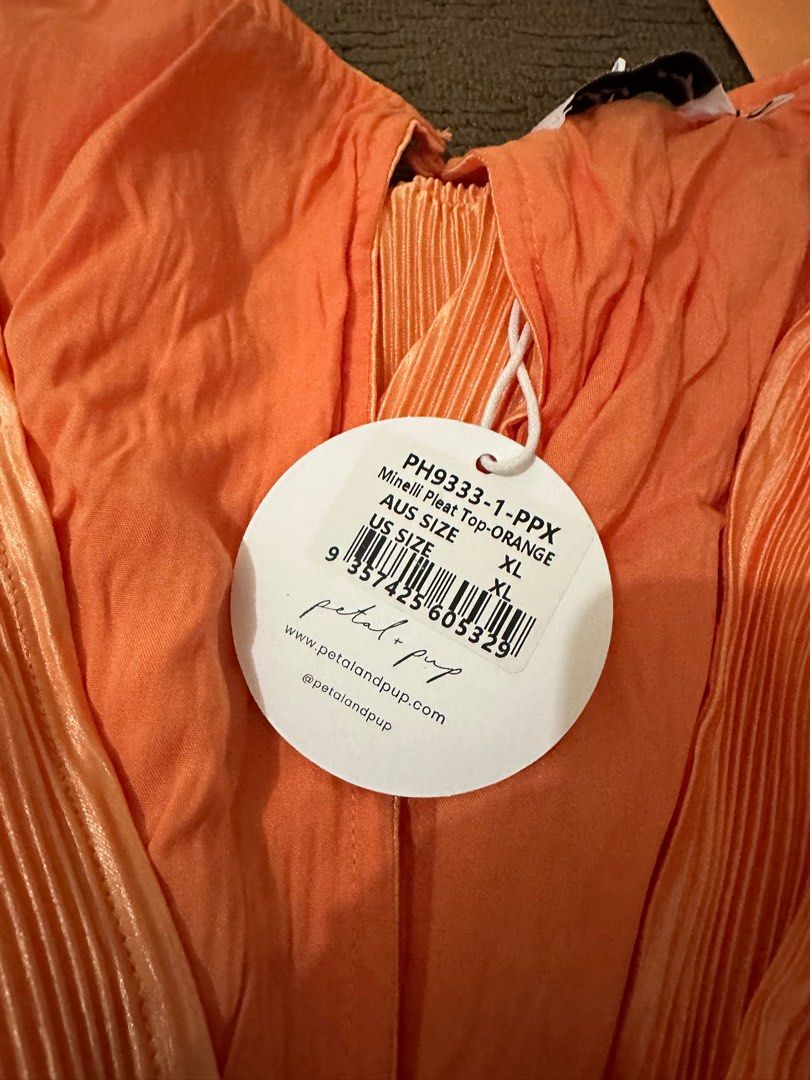 PH9333-1-PPX
Minelli Pleat Top-ORANGE
AUS SIZE XL
US SIZE XL
9 357425 605329
petal + pup
www.petalandpup.com
@petalandpup